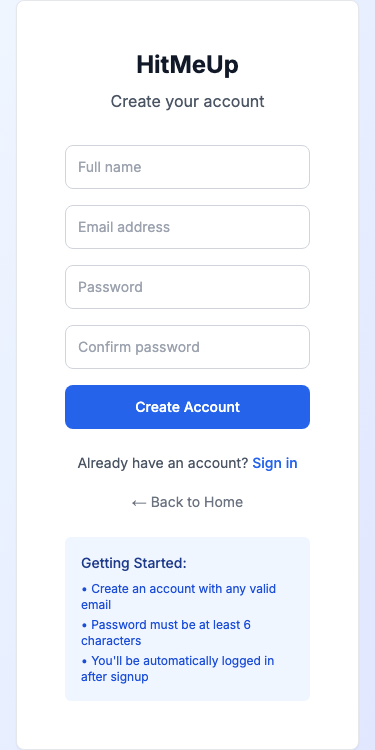 HitMeUp
Create your account
Full name
Email address
Password
Confirm password
Create Account
Already have an account? Sign in
← Back to Home
Getting Started:
• Create an account with any valid
email
• Password must be at least 6
characters
• You'll be automatically logged in
after signup